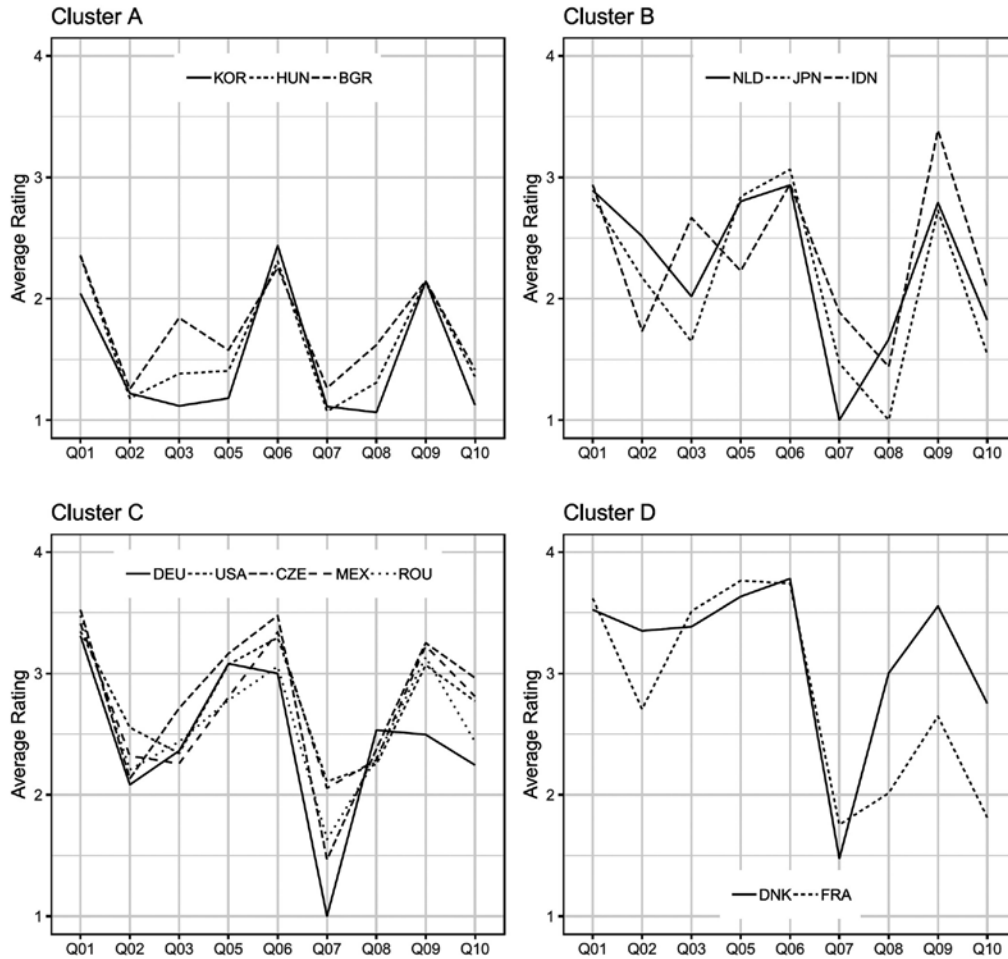 Cluster A
KOR HUN BGR
4
3
2
1
Average Rating
Q01 Q02 Q03 Q05 Q06 Q07 Q08 Q09 Q10
Cluster B
NLD JPN IDN
4
3
2
1
Average Rating
Q01 Q02 Q03 Q05 Q06 Q07 Q08 Q09 Q10
Cluster C
DEU USA CZE MEX ROU
4
3
2
1
Average Rating
Q01 Q02 Q03 Q05 Q06 Q07 Q08 Q09 Q10
Cluster D
4
3
2
1
Average Rating
DNK FRA
Q01 Q02 Q03 Q05 Q06 Q07 Q08 Q09 Q10